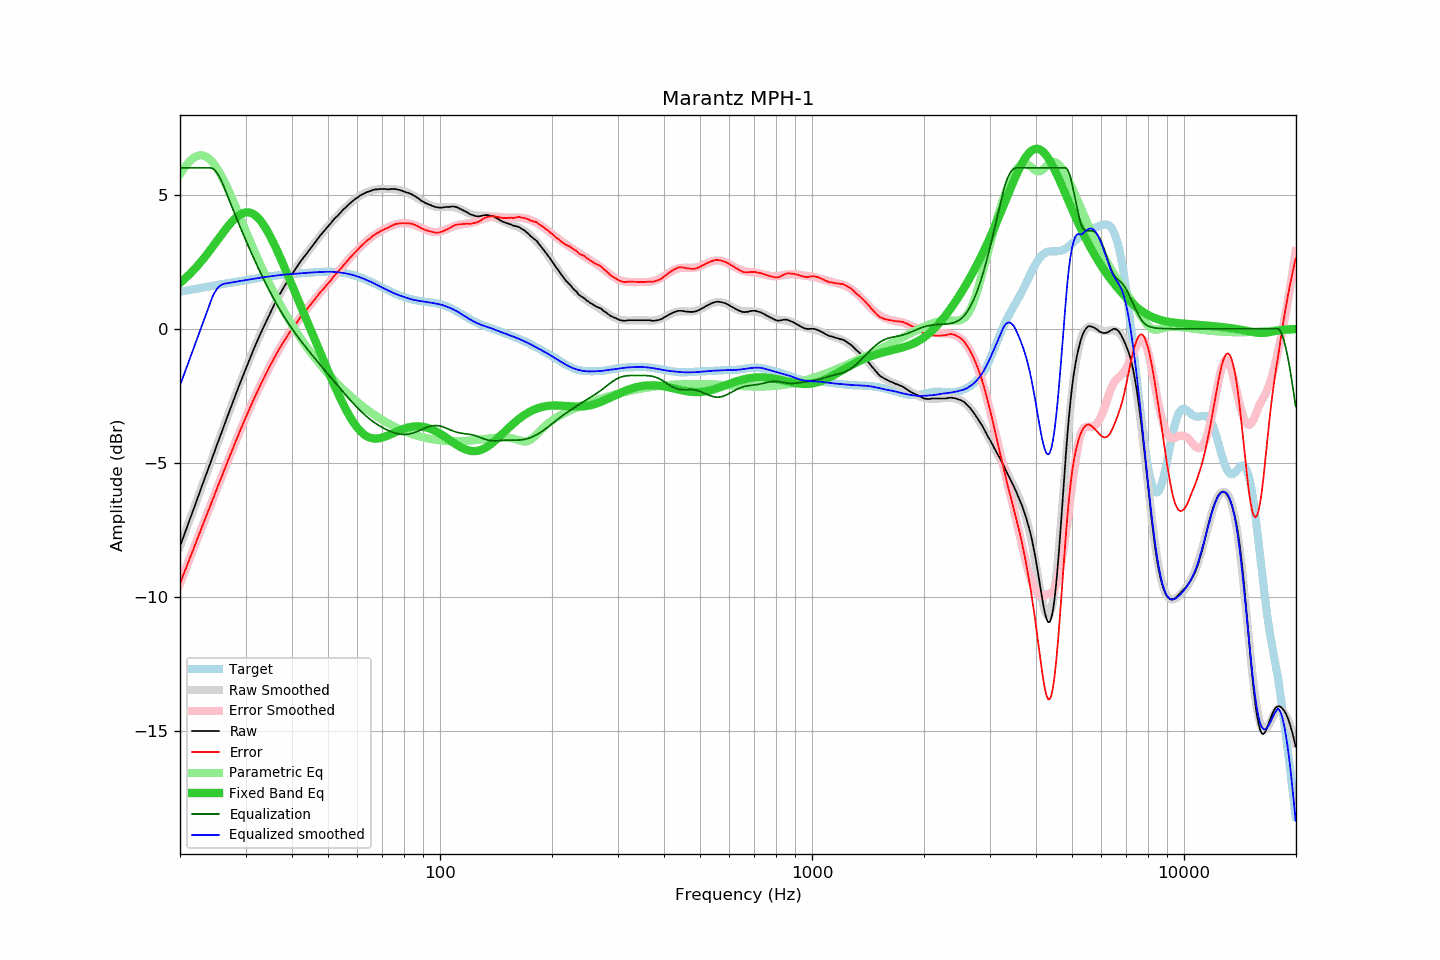 Marantz MPH-1
Amplitude (dBr)
5
0
−5
−10
−15
Target
Raw Smoothed
Error Smoothed
Raw
Error
Parametric Eq
Fixed Band Eq
Equalization
Equalized smoothed
100
1000
10000
Frequency (Hz)